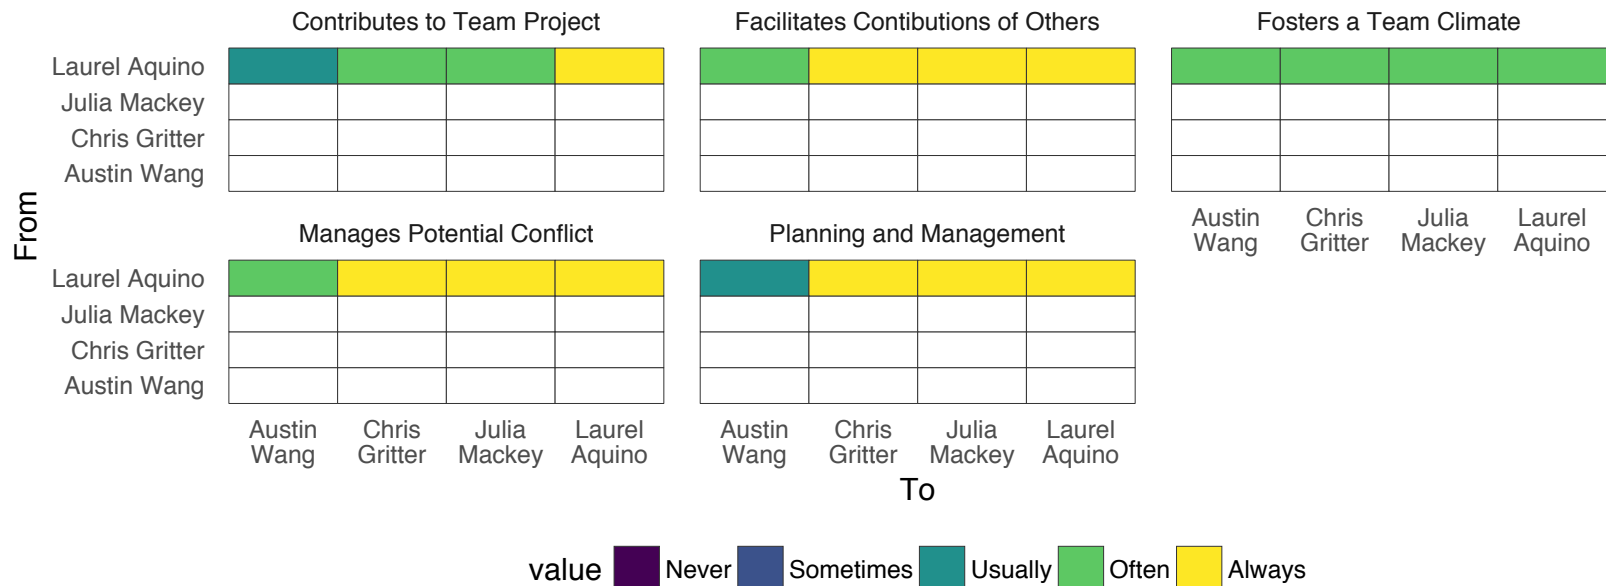 Contributes to Team Project
Facilitates Contibutions of Others
Fosters a Team Climate
Laurel Aquino
Julia Mackey
Chris Gritter
Austin Wang
Austin
Wang
Chris
Gritter
Julia
Mackey
Laurel
Aquino
From
Manages Potential Conflict
Planning and Management
Laurel Aquino
Julia Mackey
Chris Gritter
Austin Wang
Austin
Wang
Chris
Gritter
Julia
Mackey
Laurel
Aquino
Austin
Wang
Chris
Gritter
Julia
Mackey
Laurel
Aquino
To
value Never Sometimes Usually Often Always